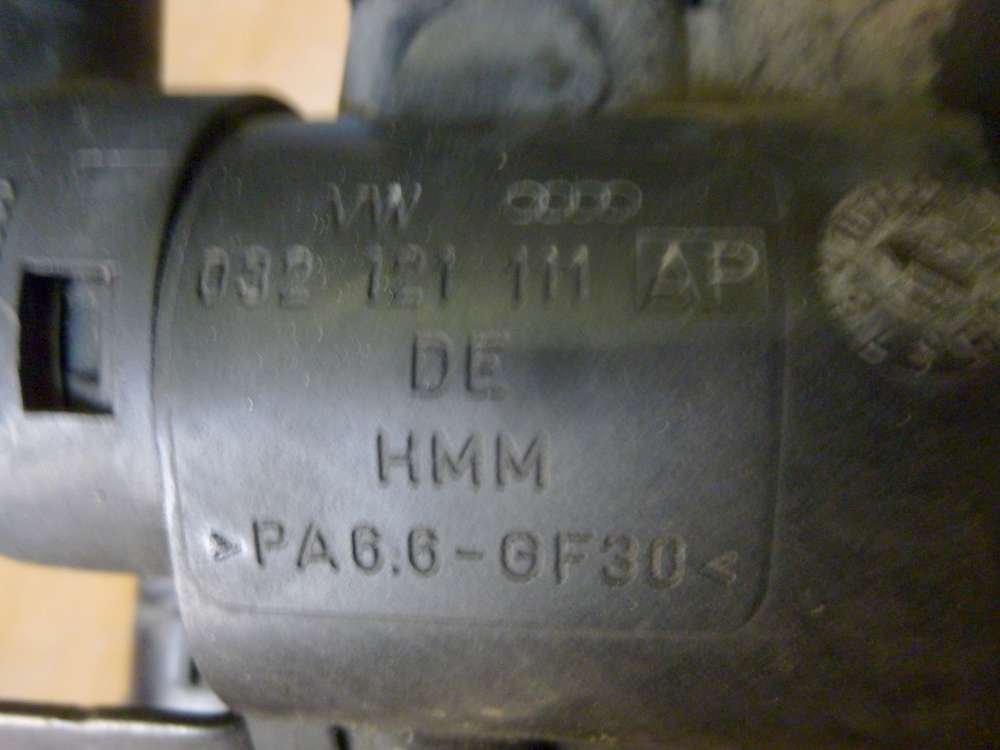 VW
032 121 111 AP
DE
HMM
>PA6.6-GF30<